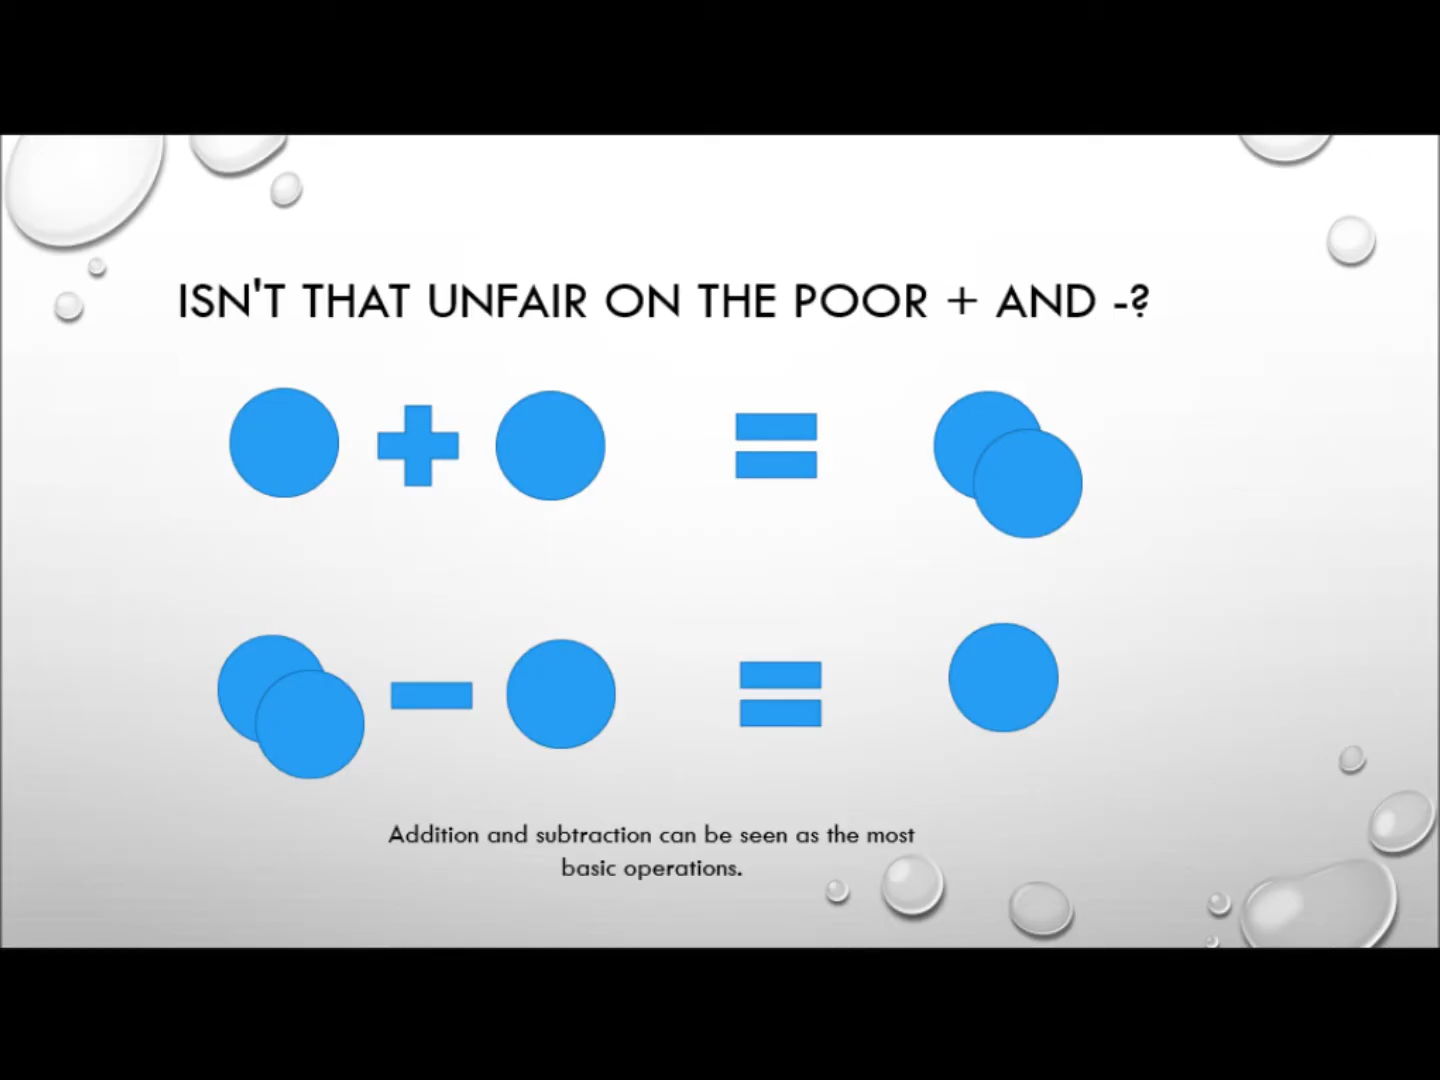 ISN'T THAT UNFAIR ON THE POOR + AND -?
Addition and subtraction can be seen as the most
basic operations.